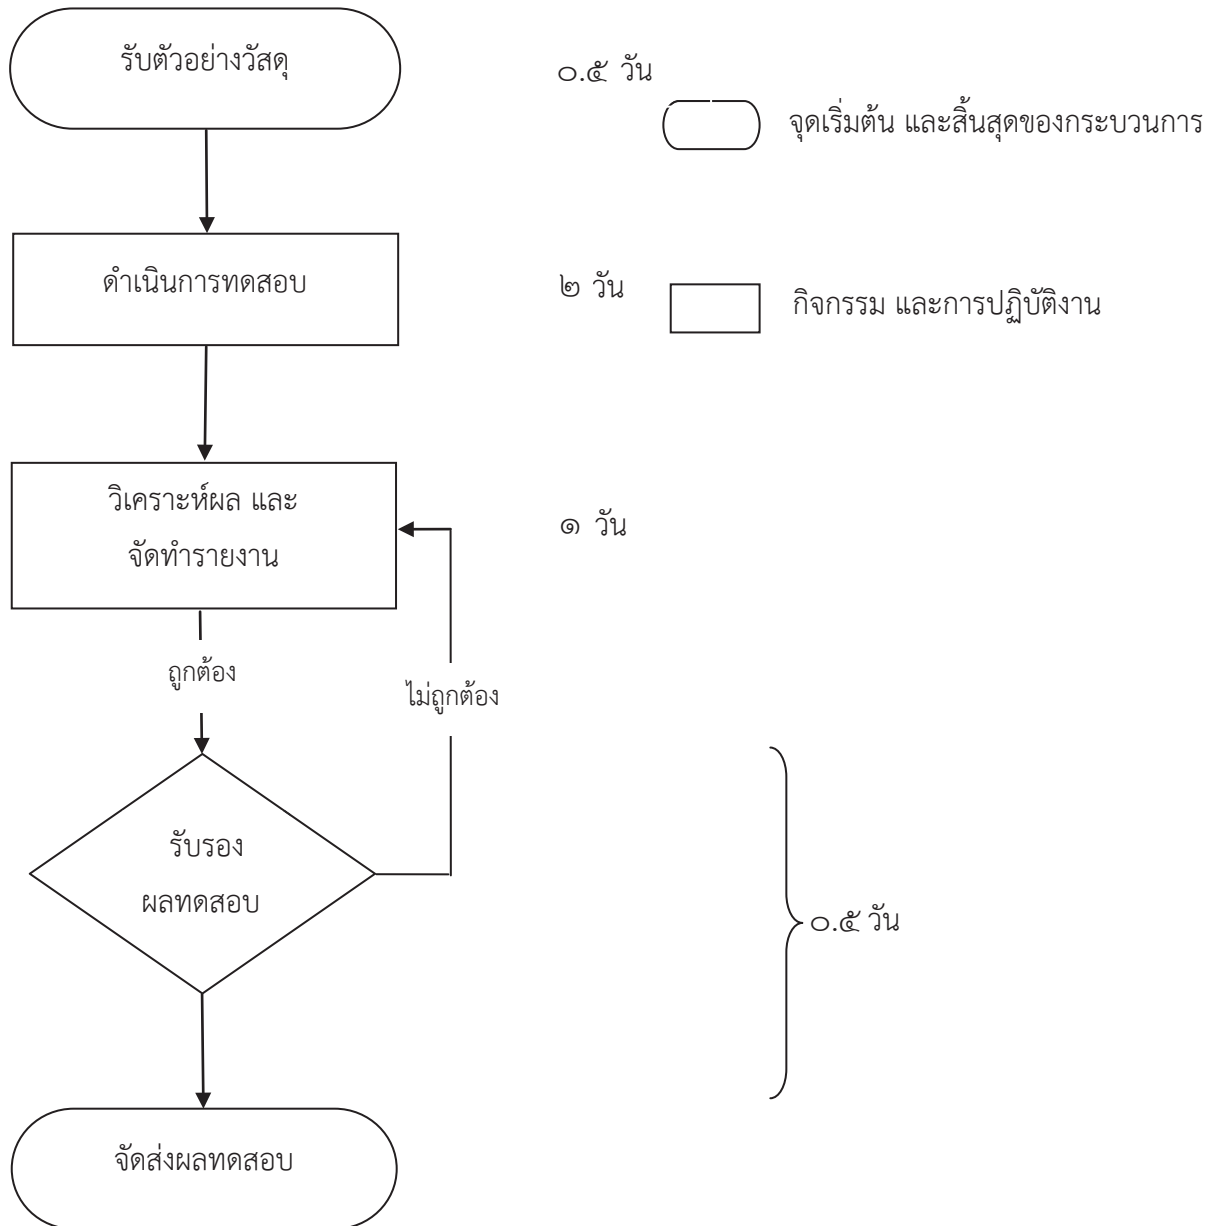 รับตัวอย่างวัสดุ
๐.๕ วัน
จุดเริ่มต้น และสิ้นสุดของกระบวนการ
ดำเนินการทดสอบ
๒ วัน
กิจกรรม และการปฏิบัติงาน
วิเคราะห์ผล และ
จัดทำรายงาน
๑ วัน
ถูกต้อง
ไม่ถูกต้อง
รับรอง
ผลทดสอบ
๐.๕ วัน
จัดส่งผลทดสอบ